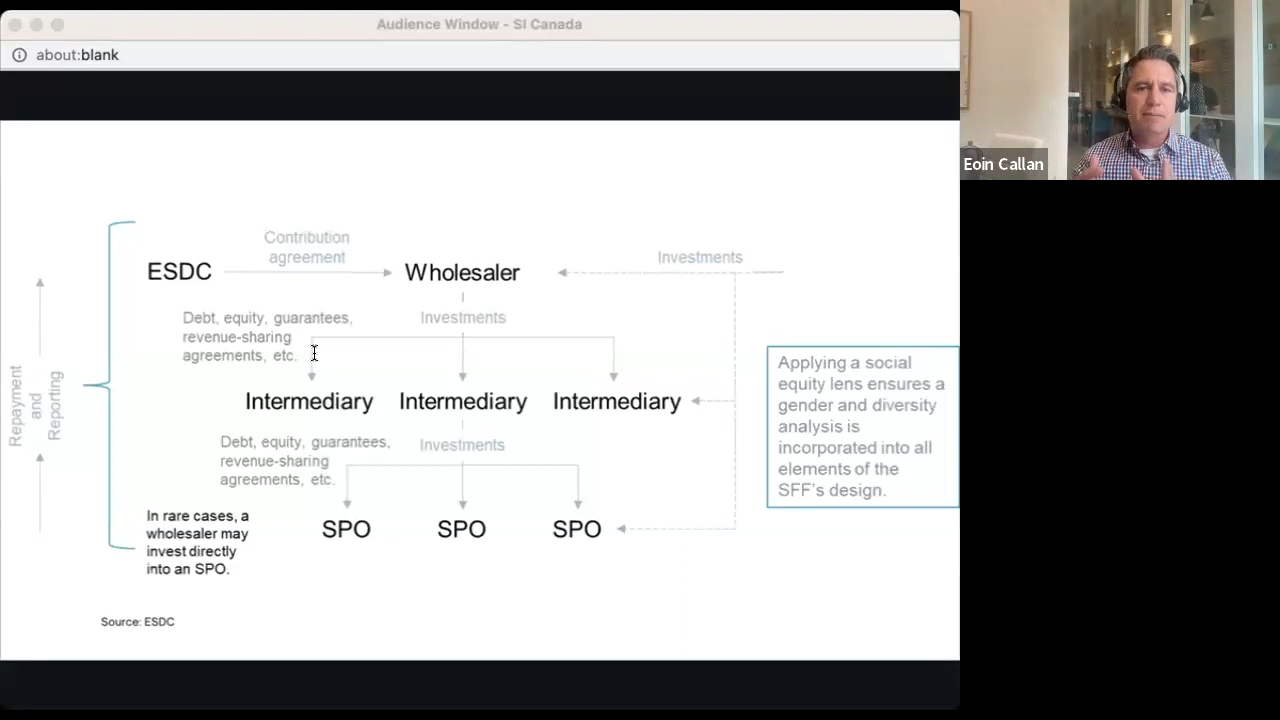 Audience Window - SI Canada
about:blank
Eoin Callan
Contribution
agreement
ESDC
Wholesaler
Investments
Debt, equity, guarantees,
revenue-sharing
agreements, etc.
Investments
Repayment
and
Reporting
Intermediary
Intermediary
Intermediary
Applying a social
equity lens ensures a
gender and diversity
analysis is
incorporated into all
elements of the
SFF's design.
Debt, equity, guarantees,
revenue-sharing
agreements, etc.
Investments
SPO
SPO
SPO
In rare cases, a
wholesaler may
invest directly
into an SPO.
Source: ESDC